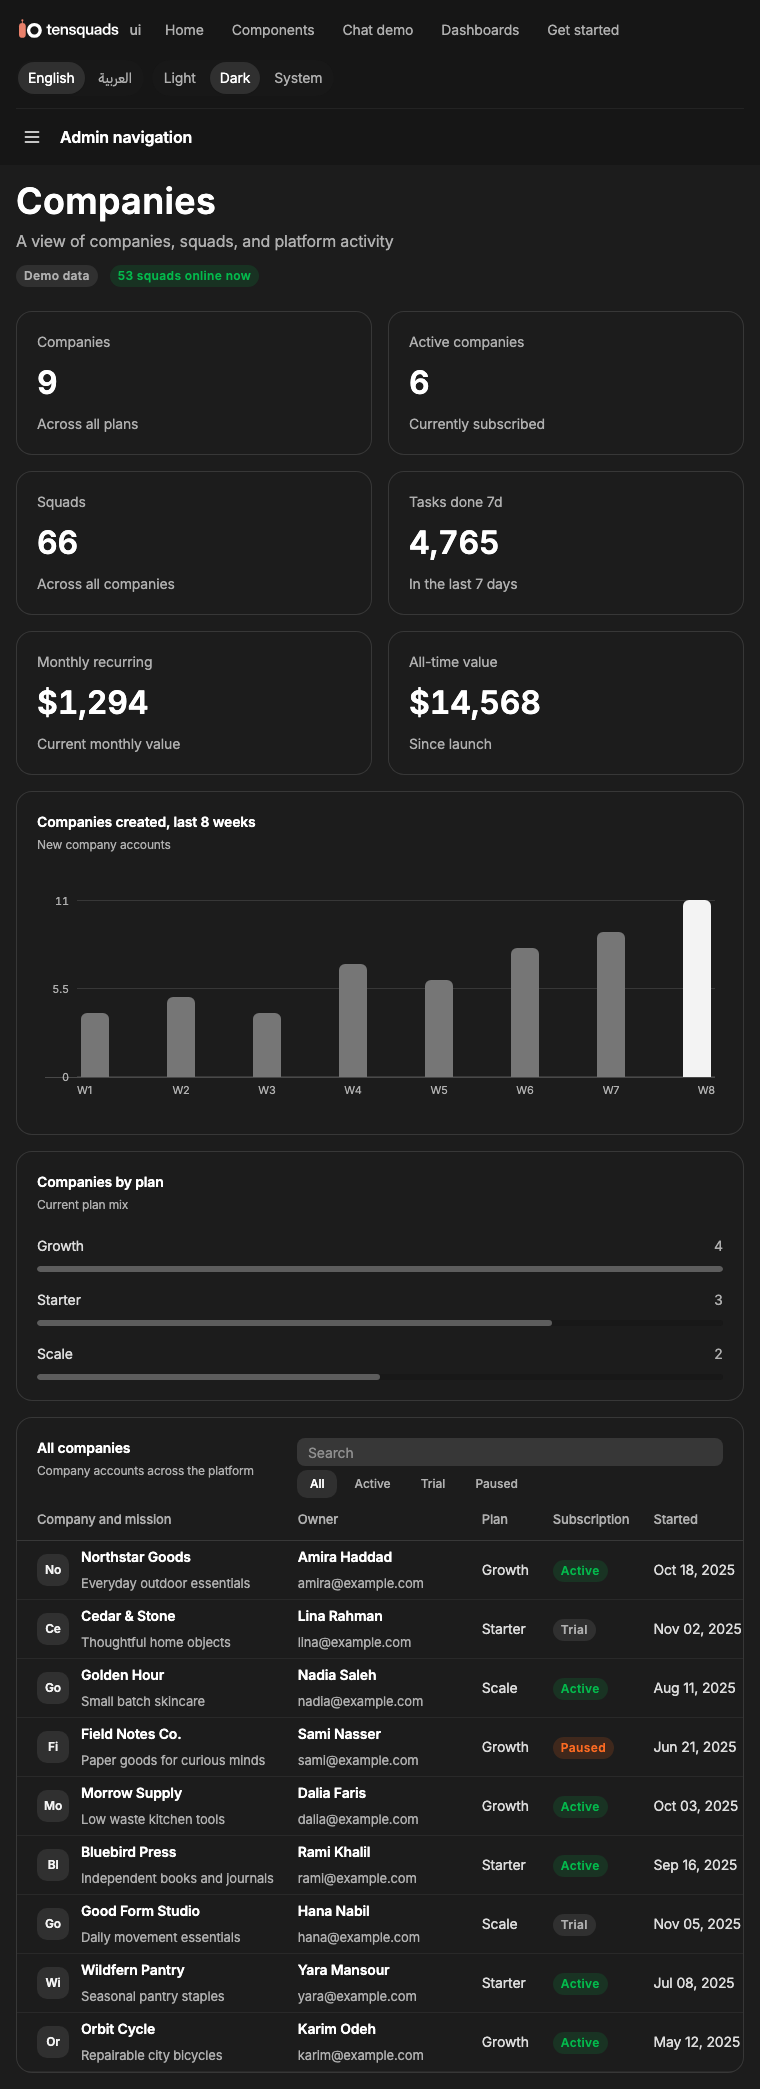 tensquads ui Home Components Chat demo Dashboards Get started
English العربية Light Dark System
Admin navigation
Companies
A view of companies, squads, and platform activity
Demo data 53 squads online now
Companies
9
Across all plans
Active companies
6
Currently subscribed
Squads
66
Across all companies
Tasks done 7d
4,765
In the last 7 days
Monthly recurring
$1,294
Current monthly value
All-time value
$14,568
Since launch
Companies created, last 8 weeks
New company accounts
11
5.5
0
W1 W2 W3 W4 W5 W6 W7 W8
Companies by plan
Current plan mix
Growth 4
Starter 3
Scale 2
All companies
Company accounts across the platform
Search
All Active Trial Paused
Company and mission Owner Plan Subscription Started
No Northstar Goods Amira Haddad Growth Active Oct 18, 2025
Everyday outdoor essentials amira@example.com
Ce Cedar & Stone Lina Rahman Starter Trial Nov 02, 2025
Thoughtful home objects lina@example.com
Go Golden Hour Nadia Saleh Scale Active Aug 11, 2025
Small batch skincare nadia@example.com
Fi Field Notes Co. Sami Nasser Growth Paused Jun 21, 2025
Paper goods for curious minds sami@example.com
Mo Morrow Supply Dalia Faris Growth Active Oct 03, 2025
Low waste kitchen tools dalia@example.com
Bl Bluebird Press Rami Khalil Starter Active Sep 16, 2025
Independent books and journals rami@example.com
Go Good Form Studio Hana Nabil Scale Trial Nov 05, 2025
Daily movement essentials hana@example.com
Wi Wildfern Pantry Yara Mansour Starter Active Jul 08, 2025
Seasonal pantry staples yara@example.com
Or Orbit Cycle Karim Odeh Growth Active May 12, 2025
Repairable city bicycles karim@example.com